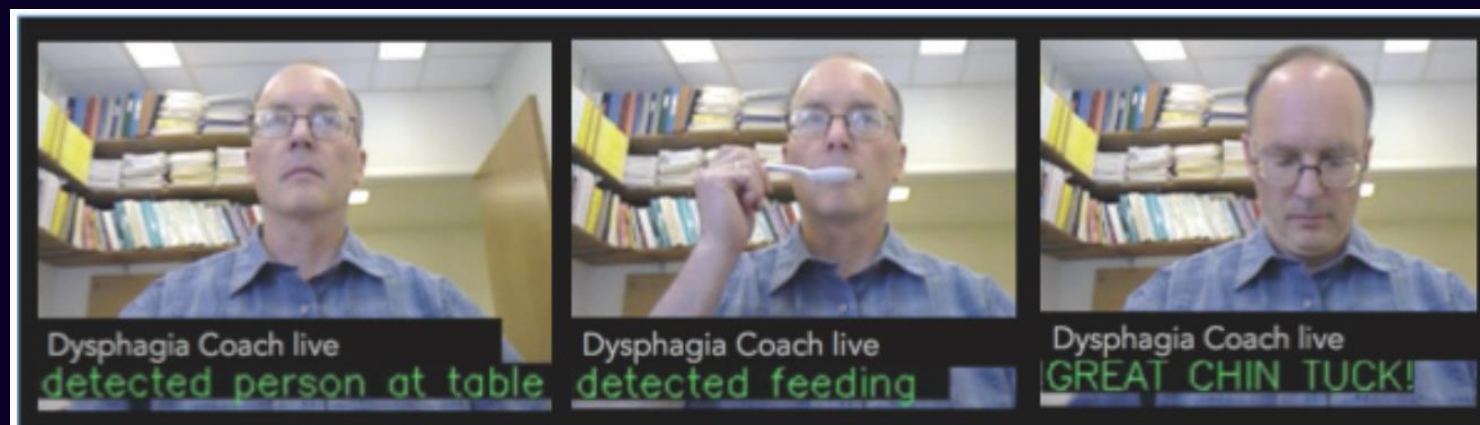 Dysphagia Coach live
detected person at table
Dysphagia Coach live
detected feeding
Dysphagia Coach live
GREAT CHIN TUCK!